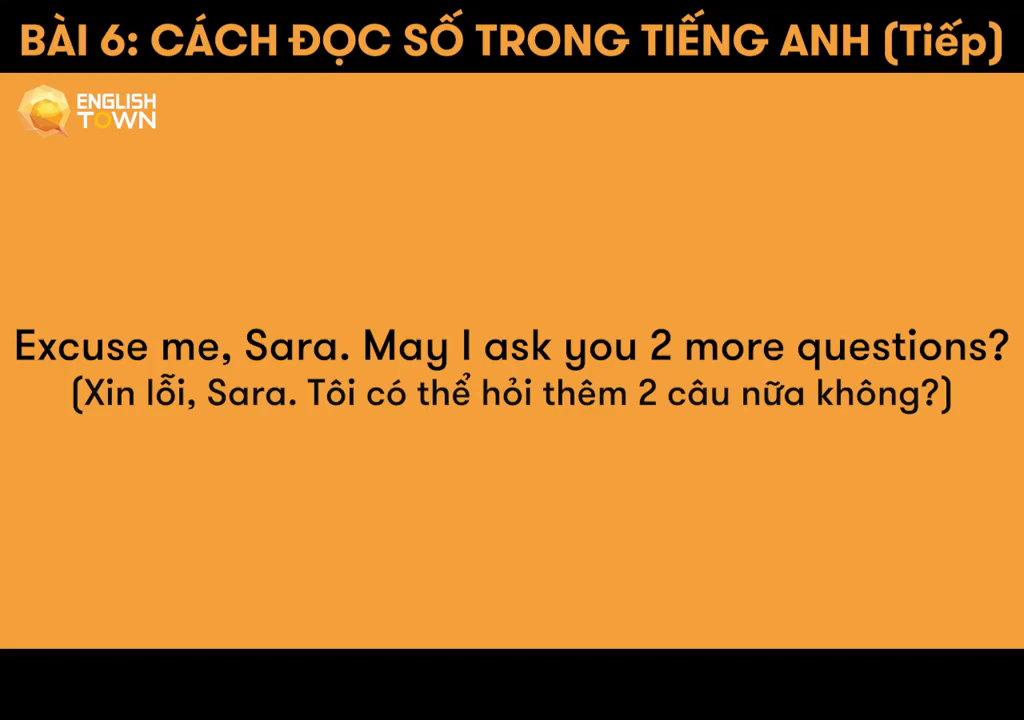 BÀI 6: CÁCH ĐỌC SỐ TRONG TIẾNG ANH (Tiếp)
ENGLISH
TOWN
Excuse me, Sara. May I ask you 2 more questions?
(Xin lỗi, Sara. Tôi có thể hỏi thêm 2 câu nữa không?)